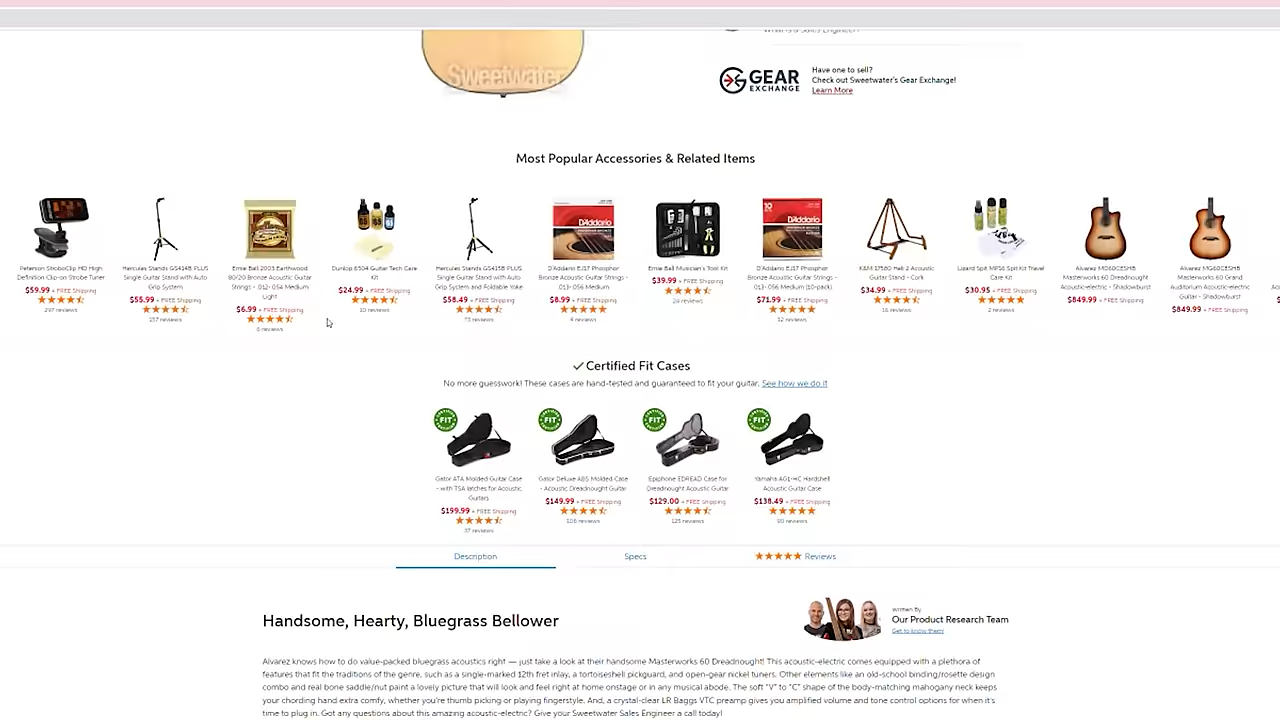 What is a Sales Engineer?
Sweetwater
GEAR
EXCHANGE
Have one to sell?
Check out Sweetwater's Gear Exchange!
Learn More
Most Popular Accessories & Related Items
Peterson StroboClip HD High
Definition Clip-on Strobe Tuner
$59.99 + FREE Shipping
297 reviews
Hercules Stands GS414B PLUS
Single Guitar Stand with Auto
Grip System
$55.99 + FREE Shipping
257 reviews
Ernie Ball 2003 Earthwood
80/20 Bronze Acoustic Guitar
Strings - .012-.054 Medium
Light
$6.99 + FREE Shipping
6 reviews
Dunlop 6504 Guitar Tech Care
Kit
$24.99 + FREE Shipping
10 reviews
Hercules Stands GS415B PLUS
Single Guitar Stand with Auto
Grip System and Foldable Yoke
$58.49 + FREE Shipping
73 reviews
D'Addario
D'Addario EJ17 Phosphor
Bronze Acoustic Guitar Strings -
.013-.056 Medium
$8.99 + FREE Shipping
4 reviews
Ernie Ball Musician's Tool Kit
$39.99 + FREE Shipping
24 reviews
10
D'Addario
D'Addario EJ17 Phosphor
Bronze Acoustic Guitar Strings -
.013-.056 Medium (10-pack)
$71.99 + FREE Shipping
12 reviews
K&M 17580 Heli 2 Acoustic
Guitar Stand - Cork
$34.99 + FREE Shipping
16 reviews
Lizard Spit MPS6 Spit Kit Travel
Care Kit
$30.95 + FREE Shipping
2 reviews
Alvarez MD60CESHB
Masterworks 60 Dreadnought
Acoustic-electric - Shadowburst
$849.99 + FREE Shipping
Alvarez MG60CESHB
Masterworks 60 Grand
Auditorium Acoustic-electric
Guitar - Shadowburst
$849.99 + FREE Shipping
Certified Fit Cases
No more guesswork! These cases are hand-tested and guaranteed to fit your guitar. See how we do it
CERTIFIED
FIT
Gator ATA Molded Guitar Case
- with TSA latches for Acoustic
Guitars
$199.99 + FREE Shipping
37 reviews
CERTIFIED
FIT
Gator Deluxe ABS Molded Case
- Acoustic Dreadnought Guitar
$149.99 + FREE Shipping
106 reviews
CERTIFIED
FIT
Epiphone EDREAD Case for
Dreadnought Acoustic Guitar
$129.00 + FREE Shipping
125 reviews
CERTIFIED
FIT
Yamaha AG1-HC Hardshell
Acoustic Guitar Case
$138.49 + FREE Shipping
90 reviews
Description
Specs
Reviews
Handsome, Hearty, Bluegrass Bellower
Written By
Our Product Research Team
Get to know them!
Alvarez knows how to do value-packed bluegrass acoustics right — just take a look at their handsome Masterworks 60 Dreadnought! This acoustic-electric comes equipped with a plethora of
features that fit the traditions of the genre, such as a single-marked 12th fret inlay, a tortoiseshell pickguard, and open-gear nickel tuners. Other elements like an old-school binding/rosette design
combo and real bone saddle/nut paint a lovely picture that will look and feel right at home onstage or in any musical abode. The soft "V" to "C" shape of the body-matching mahogany neck keeps
your chording hand extra comfy, whether you're thumb picking or playing fingerstyle. And, a crystal-clear LR Baggs VTC preamp gives you amplified volume and tone control options for when it's
time to plug in. Got any questions about this amazing acoustic-electric? Give your Sweetwater Sales Engineer a call today!